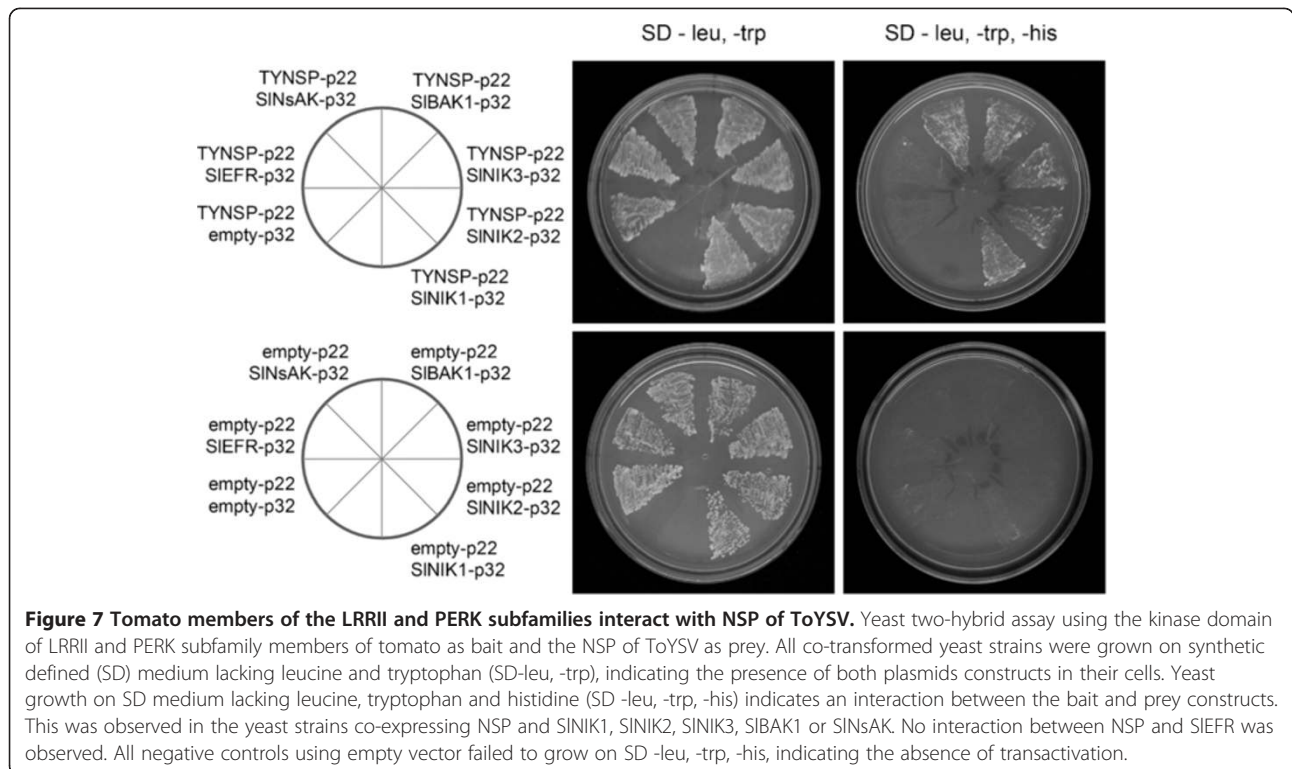 SD - leu, -trp
SD - leu, -trp, -his
TYNSP-p22
SlNsAK-p32
TYNSP-p22
SlBAK1-p32
TYNSP-p22
SlEFR-p32
TYNSP-p22
SlNIK3-p32
TYNSP-p22
empty-p32
TYNSP-p22
SlNIK2-p32
TYNSP-p22
SlNIK1-p32
empty-p22
SlNsAK-p32
empty-p22
SlBAK1-p32
empty-p22
SlEFR-p32
empty-p22
SlNIK3-p32
empty-p22
empty-p32
empty-p22
SlNIK2-p32
empty-p22
SlNIK1-p32
Figure 7 Tomato members of the LRRII and PERK subfamilies interact with NSP of ToYSV. Yeast two-hybrid assay using the kinase domain
of LRRII and PERK subfamily members of tomato as bait and the NSP of ToYSV as prey. All co-transformed yeast strains were grown on synthetic
defined (SD) medium lacking leucine and tryptophan (SD-leu, -trp), indicating the presence of both plasmids constructs in their cells. Yeast
growth on SD medium lacking leucine, tryptophan and histidine (SD -leu, -trp, -his) indicates an interaction between the bait and prey constructs.
This was observed in the yeast strains co-expressing NSP and SlNIK1, SlNIK2, SlNIK3, SlBAK1 or SlNsAK. No interaction between NSP and SlEFR was
observed. All negative controls using empty vector failed to grow on SD -leu, -trp, -his, indicating the absence of transactivation.